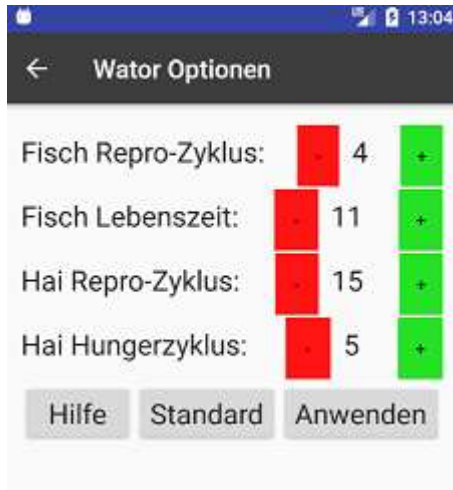 13:04
Wator Optionen
Fisch Repro-Zyklus: - 4 +
Fisch Lebenszeit: - 11 +
Hai Repro-Zyklus: - 15 +
Hai Hungerzyklus: - 5 +
Hilfe Standard Anwenden